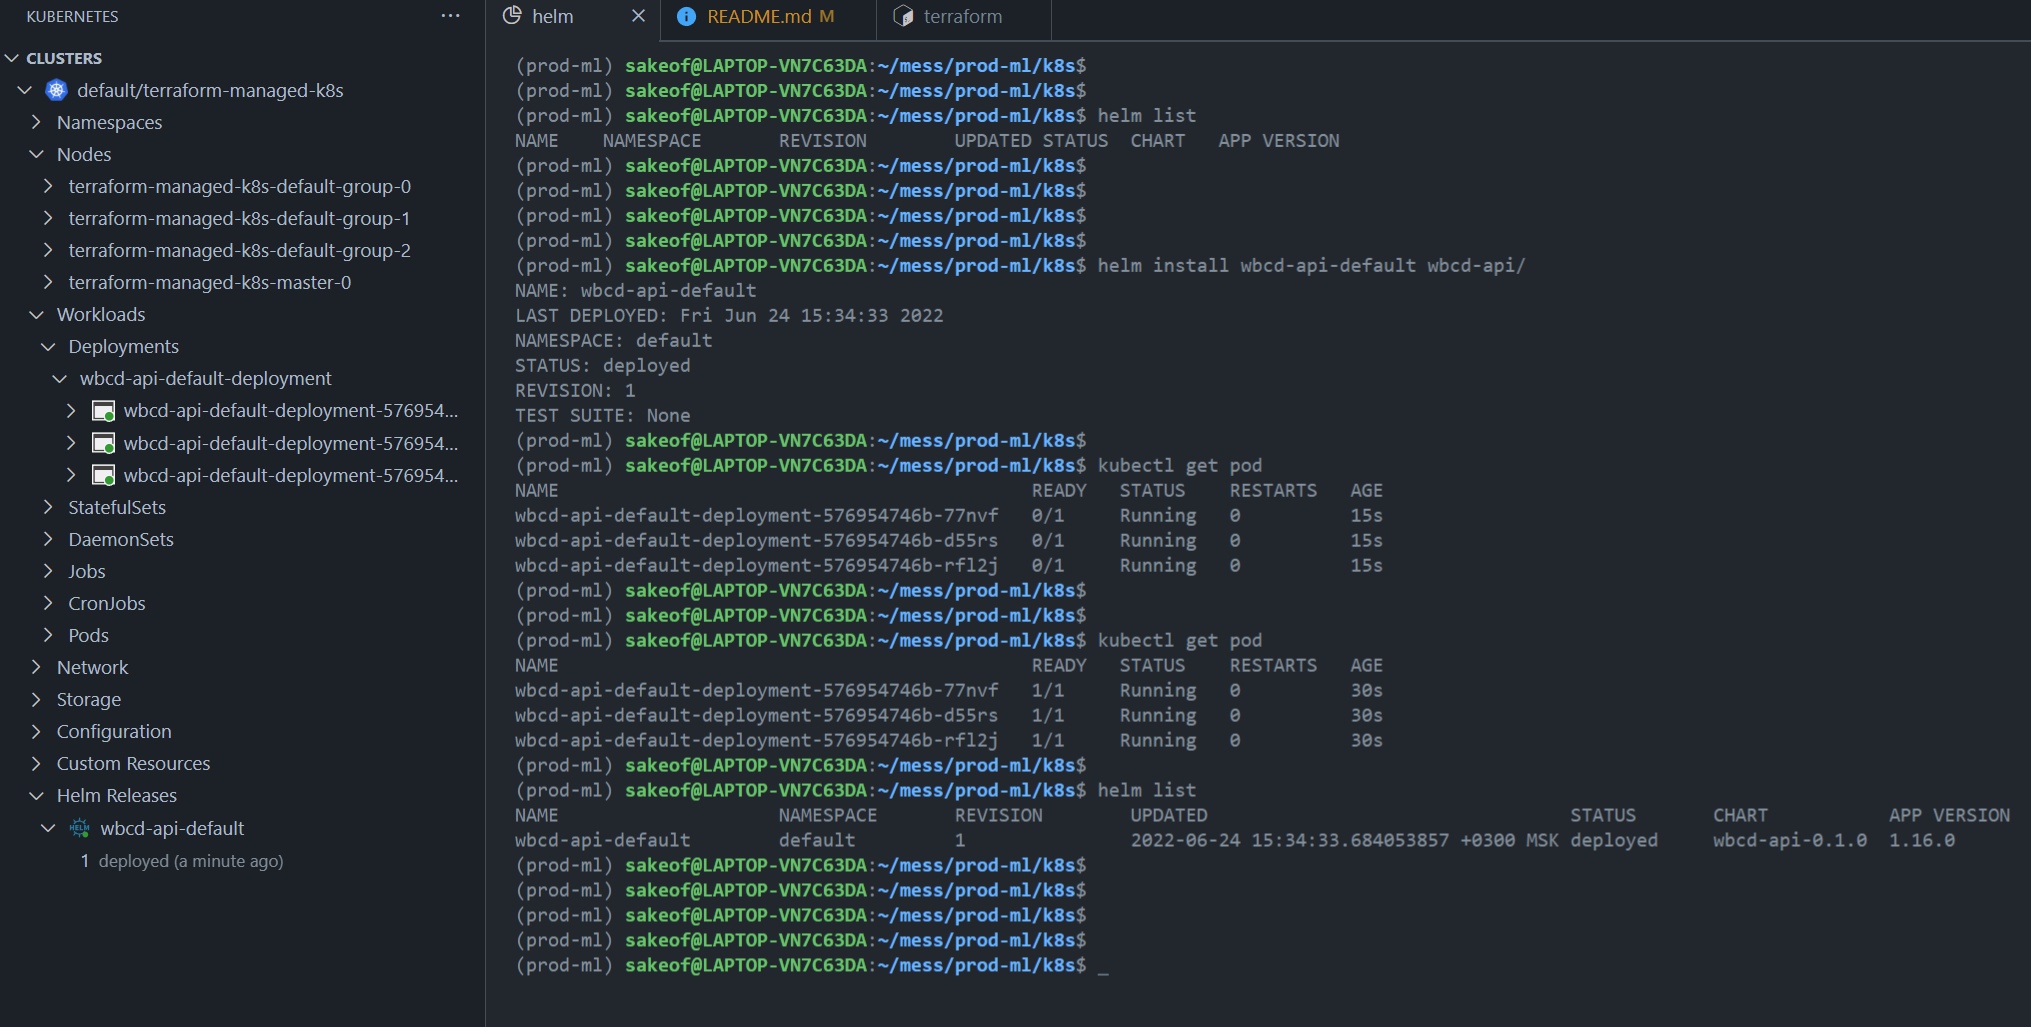 KUBERNETES
···
CLUSTERS
default/terraform-managed-k8s
Namespaces
Nodes
terraform-managed-k8s-default-group-0
terraform-managed-k8s-default-group-1
terraform-managed-k8s-default-group-2
terraform-managed-k8s-master-0
Workloads
Deployments
wbcd-api-default-deployment
wbcd-api-default-deployment-576954...
wbcd-api-default-deployment-576954...
wbcd-api-default-deployment-576954...
StatefulSets
DaemonSets
Jobs
CronJobs
Pods
Network
Storage
Configuration
Custom Resources
Helm Releases
HELM wbcd-api-default
1 deployed (a minute ago)
helm
README.md M
terraform
(prod-ml) sakeof@LAPTOP-VN7C63DA:~/mess/prod-ml/k8s$
(prod-ml) sakeof@LAPTOP-VN7C63DA:~/mess/prod-ml/k8s$
(prod-ml) sakeof@LAPTOP-VN7C63DA:~/mess/prod-ml/k8s$ helm list
NAME NAMESPACE REVISION UPDATED STATUS CHART APP VERSION
(prod-ml) sakeof@LAPTOP-VN7C63DA:~/mess/prod-ml/k8s$
(prod-ml) sakeof@LAPTOP-VN7C63DA:~/mess/prod-ml/k8s$
(prod-ml) sakeof@LAPTOP-VN7C63DA:~/mess/prod-ml/k8s$
(prod-ml) sakeof@LAPTOP-VN7C63DA:~/mess/prod-ml/k8s$
(prod-ml) sakeof@LAPTOP-VN7C63DA:~/mess/prod-ml/k8s$ helm install wbcd-api-default wbcd-api/
NAME: wbcd-api-default
LAST DEPLOYED: Fri Jun 24 15:34:33 2022
NAMESPACE: default
STATUS: deployed
REVISION: 1
TEST SUITE: None
(prod-ml) sakeof@LAPTOP-VN7C63DA:~/mess/prod-ml/k8s$
(prod-ml) sakeof@LAPTOP-VN7C63DA:~/mess/prod-ml/k8s$ kubectl get pod
NAME READY STATUS RESTARTS AGE
wbcd-api-default-deployment-576954746b-77nvf 0/1 Running 0 15s
wbcd-api-default-deployment-576954746b-d55rs 0/1 Running 0 15s
wbcd-api-default-deployment-576954746b-rfl2j 0/1 Running 0 15s
(prod-ml) sakeof@LAPTOP-VN7C63DA:~/mess/prod-ml/k8s$
(prod-ml) sakeof@LAPTOP-VN7C63DA:~/mess/prod-ml/k8s$
(prod-ml) sakeof@LAPTOP-VN7C63DA:~/mess/prod-ml/k8s$ kubectl get pod
NAME READY STATUS RESTARTS AGE
wbcd-api-default-deployment-576954746b-77nvf 1/1 Running 0 30s
wbcd-api-default-deployment-576954746b-d55rs 1/1 Running 0 30s
wbcd-api-default-deployment-576954746b-rfl2j 1/1 Running 0 30s
(prod-ml) sakeof@LAPTOP-VN7C63DA:~/mess/prod-ml/k8s$
(prod-ml) sakeof@LAPTOP-VN7C63DA:~/mess/prod-ml/k8s$ helm list
NAME NAMESPACE REVISION UPDATED STATUS CHART APP VERSION
wbcd-api-default default 1 2022-06-24 15:34:33.684053857 +0300 MSK deployed wbcd-api-0.1.0 1.16.0
(prod-ml) sakeof@LAPTOP-VN7C63DA:~/mess/prod-ml/k8s$
(prod-ml) sakeof@LAPTOP-VN7C63DA:~/mess/prod-ml/k8s$
(prod-ml) sakeof@LAPTOP-VN7C63DA:~/mess/prod-ml/k8s$
(prod-ml) sakeof@LAPTOP-VN7C63DA:~/mess/prod-ml/k8s$
(prod-ml) sakeof@LAPTOP-VN7C63DA:~/mess/prod-ml/k8s$ _